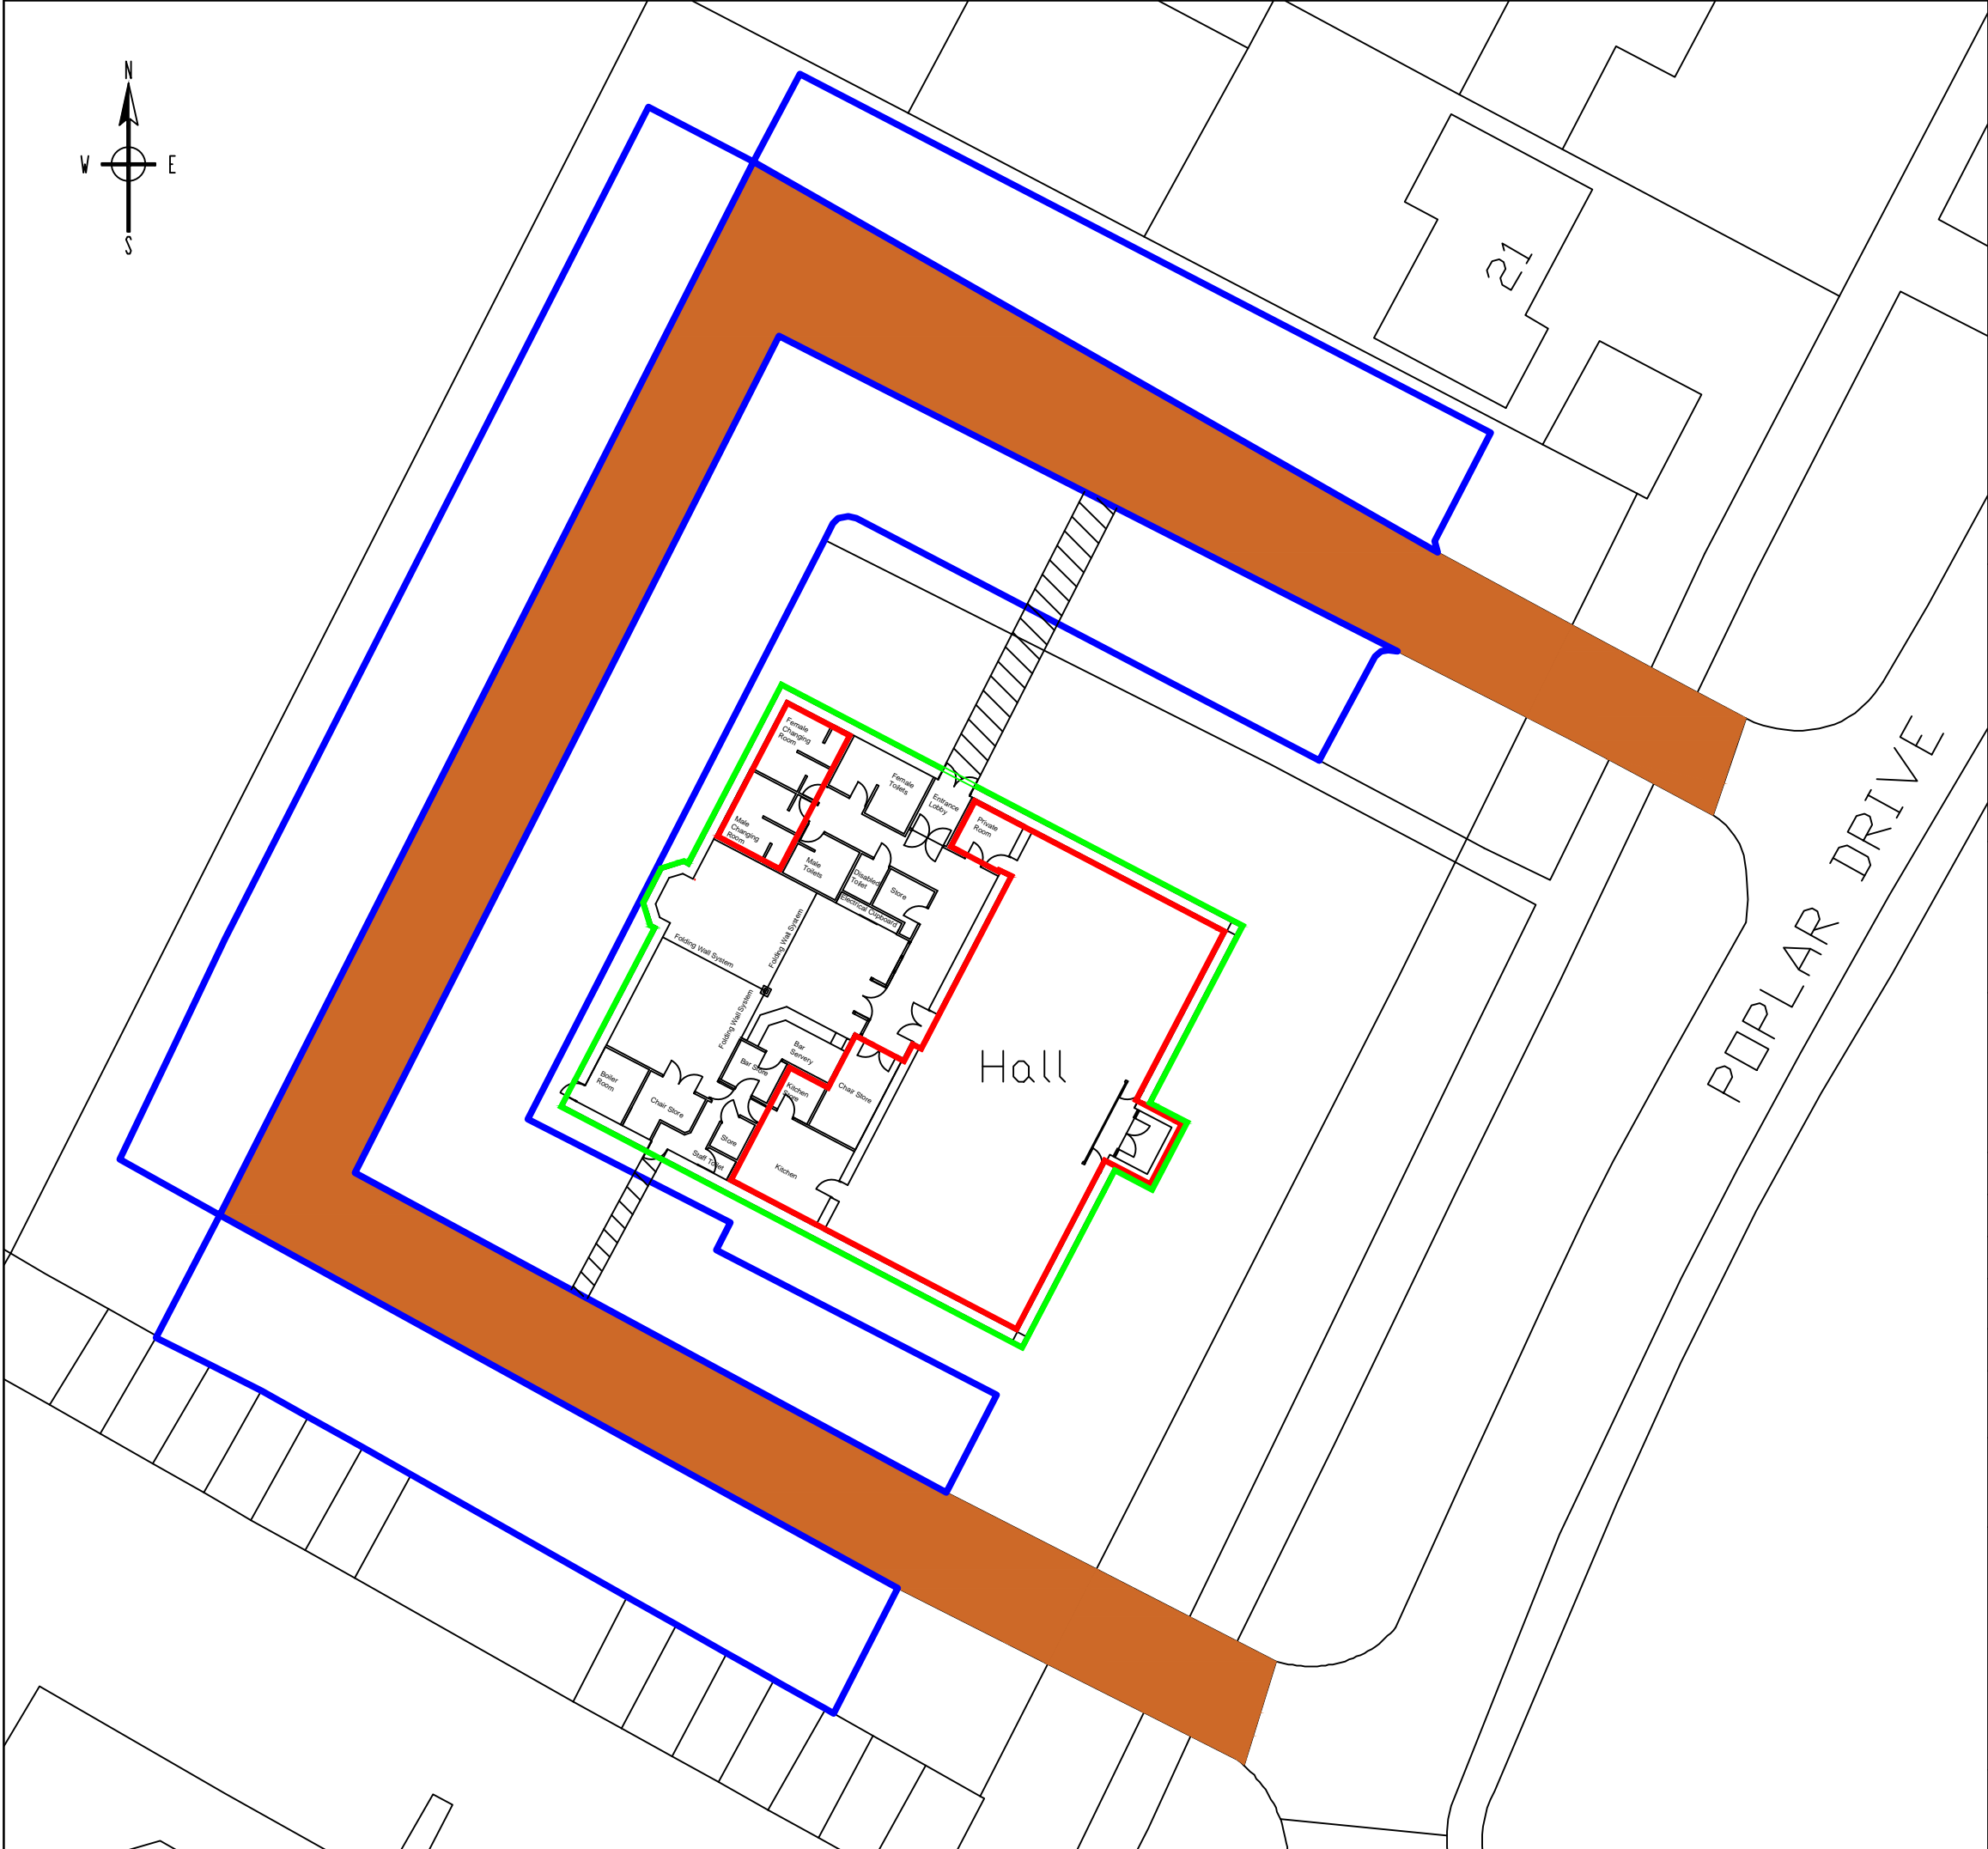 N
W E
S
21
Female
Changing
Room
Female
Toilets
Entrance
Lobby
Private
Room
Male
Changing
Room
Male
Toilets
Disabled
Toilet
Store
Electrical Cupboard
Folding Wall System
Folding Wall System
Folding Wall System
Bar
Servery
Bar Store
Hall
Boiler
Room
Chair Store
Kitchen
Store
Chair Store
Store
Staff Toilet
Kitchen
POPLAR DRIVE